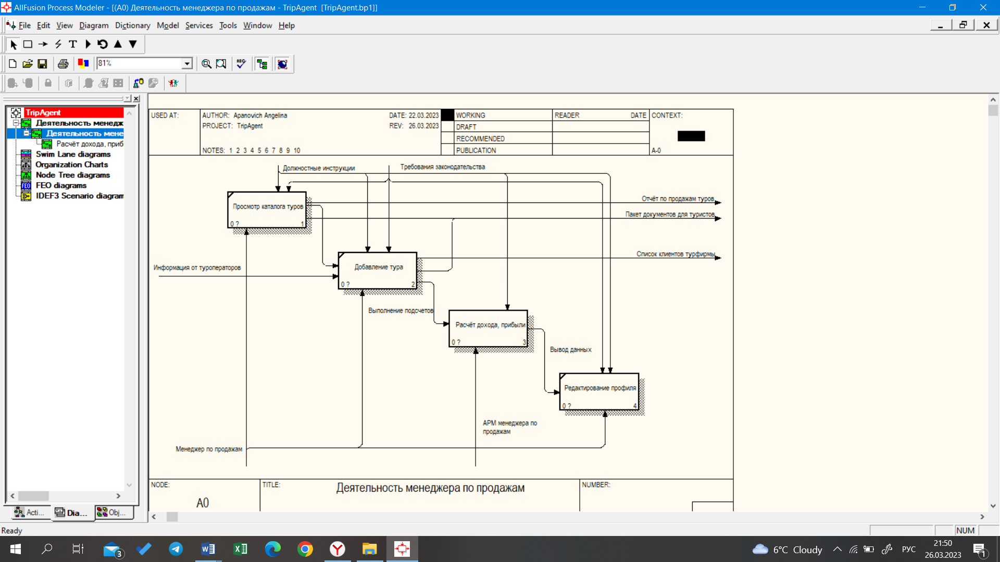 AllFusion Process Modeler - [(A0) Деятельность менеджера по продажам - TripAgent  [TripAgent.bp1]]
File Edit View Diagram Dictionary Model Services Tools Window Help
81%
TripAgent
Деятельность менедж
Деятельность мене
Расчёт дохода, приб
Swim Lane diagrams
Organization Charts
Node Tree diagrams
FEO diagrams
IDEF3 Scenario diagram
Acti...
Dia...
Obj...
USED AT:
AUTHOR: Apanovich Angelina
DATE: 22.03.2023
PROJECT: TripAgent
REV: 26.03.2023
NOTES: 1 2 3 4 5 6 7 8 9 10
WORKING
DRAFT
RECOMMENDED
PUBLICATION
READER
DATE
CONTEXT:
A-0
Должностные инструкции
Требования законодательства
Отчёт по продажам туров
Просмотр каталога туров
0 ?
1
Пакет документов для туристов
Список клиентов турфирмы
Информация от туроператоров
Добавление тура
0 ?
2
Выполнение подсчетов
Расчёт дохода, прибыли
0 ?
3
Вывод данных
Редактирование профиля
0 ?
4
АРМ менеджера по
продажам
Менеджер по продажам
NODE:
A0
TITLE:
Деятельность менеджера по продажам
NUMBER:
Ready
NUM
3
6°C Cloudy
РУС
21:50
26.03.2023
1